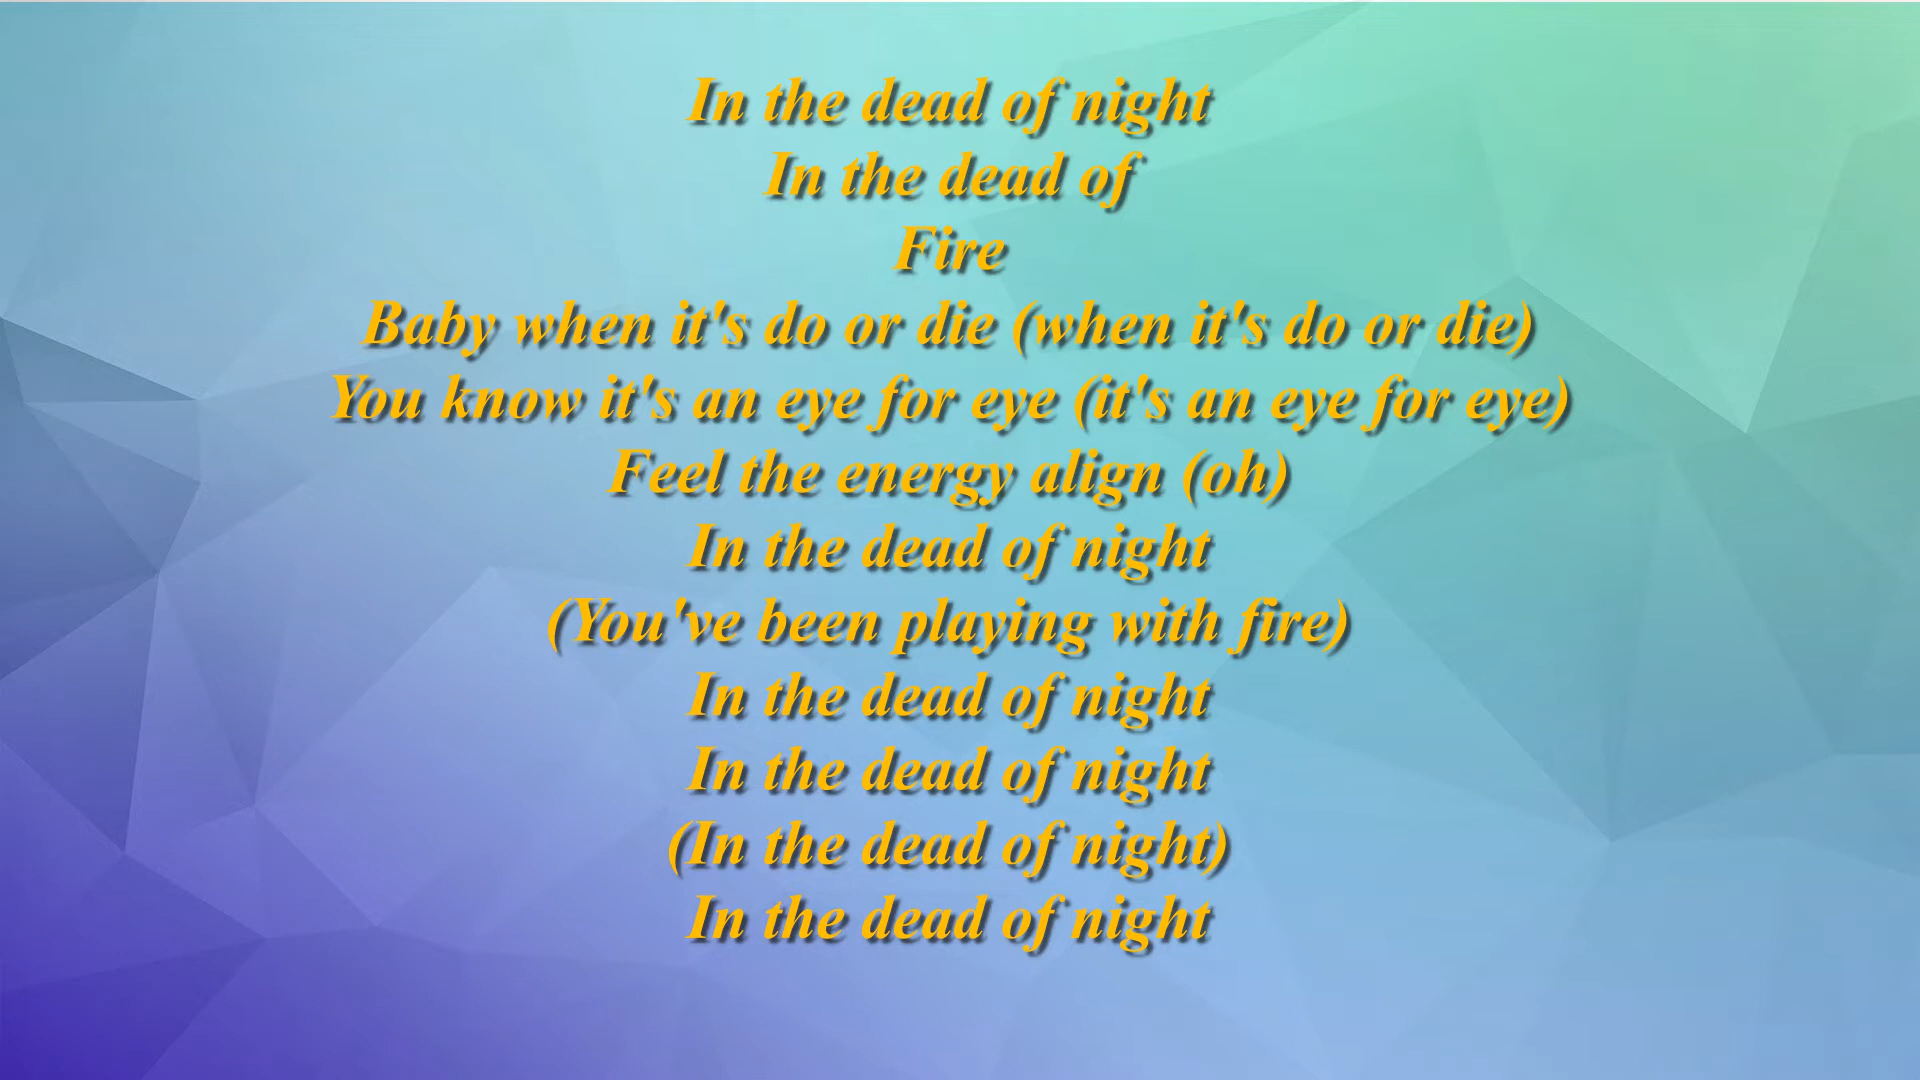 In the dead of night
In the dead of
Fire
Baby when it's do or die (when it's do or die)
You know it's an eye for eye (it's an eye for eye)
Feel the energy align (oh)
In the dead of night
(You've been playing with fire)
In the dead of night
In the dead of night
(In the dead of night)
In the dead of night